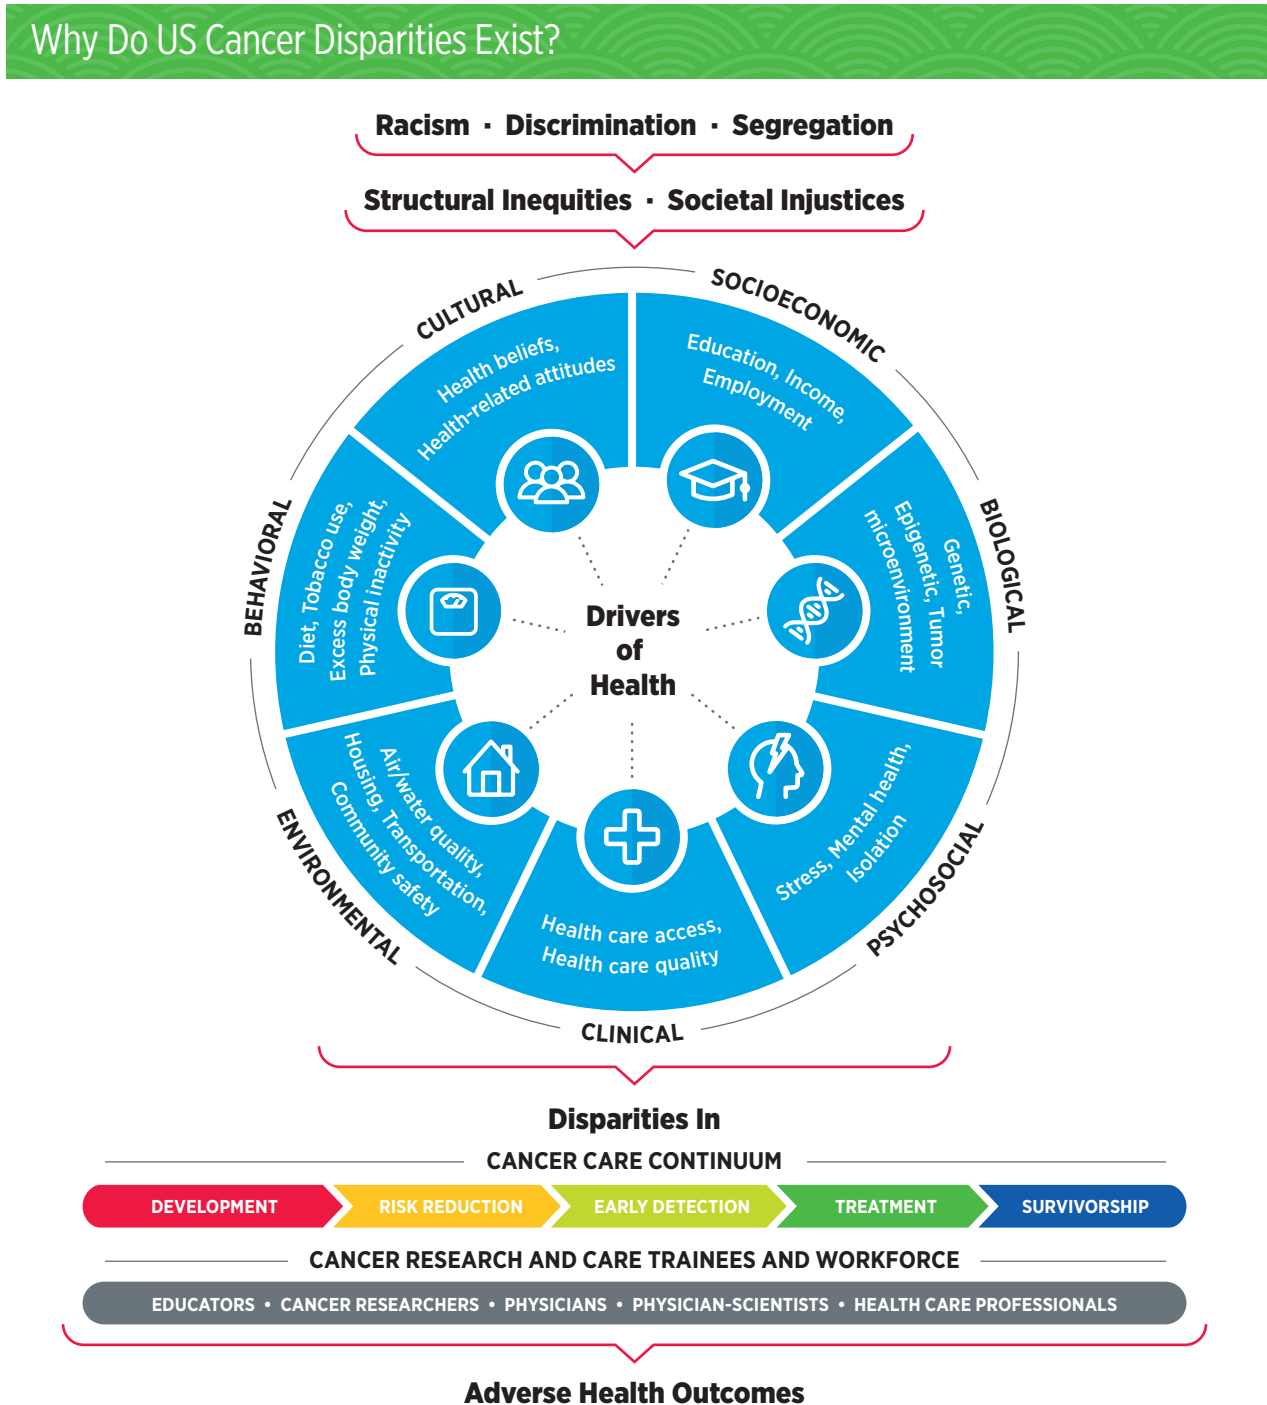 Why Do US Cancer Disparities Exist?
Racism · Discrimination · Segregation
Structural Inequities · Societal Injustices
CULTURAL
Health beliefs,
Health-related attitudes
SOCIOECONOMIC
Education, Income,
Employment
BIOLOGICAL
Genetic,
Epigenetic, Tumor
microenvironment
PSYCHOSOCIAL
Stress, Mental health,
Isolation
CLINICAL
Health care access,
Health care quality
ENVIRONMENTAL
Air/water quality,
Housing, Transportation,
Community safety
BEHAVIORAL
Diet, Tobacco use,
Excess body weight,
Physical inactivity
Drivers
of
Health
Disparities In
CANCER CARE CONTINUUM
DEVELOPMENT RISK REDUCTION EARLY DETECTION TREATMENT SURVIVORSHIP
CANCER RESEARCH AND CARE TRAINEES AND WORKFORCE
EDUCATORS • CANCER RESEARCHERS • PHYSICIANS • PHYSICIAN-SCIENTISTS • HEALTH CARE PROFESSIONALS
Adverse Health Outcomes